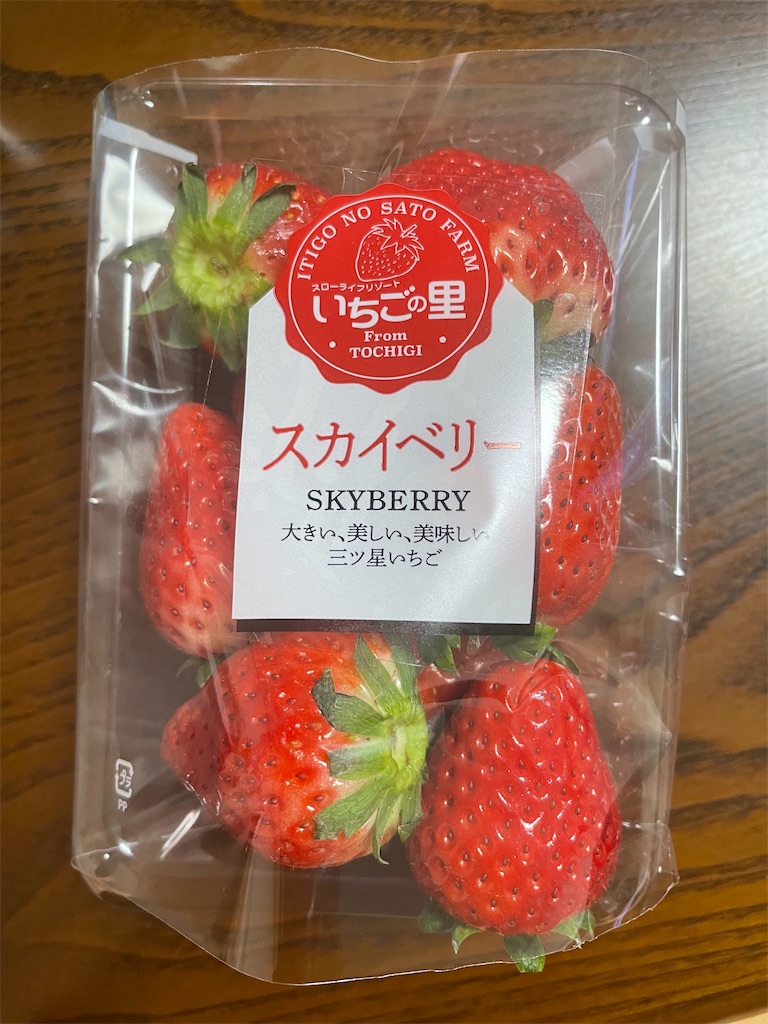 ITIGO NO SATO FARM
スローライフリゾート
いちごの里
From
TOCHIGI
スカイベリー
SKYBERRY
大きい、美しい、美味しい
三ツ星いちご
プラ
PP